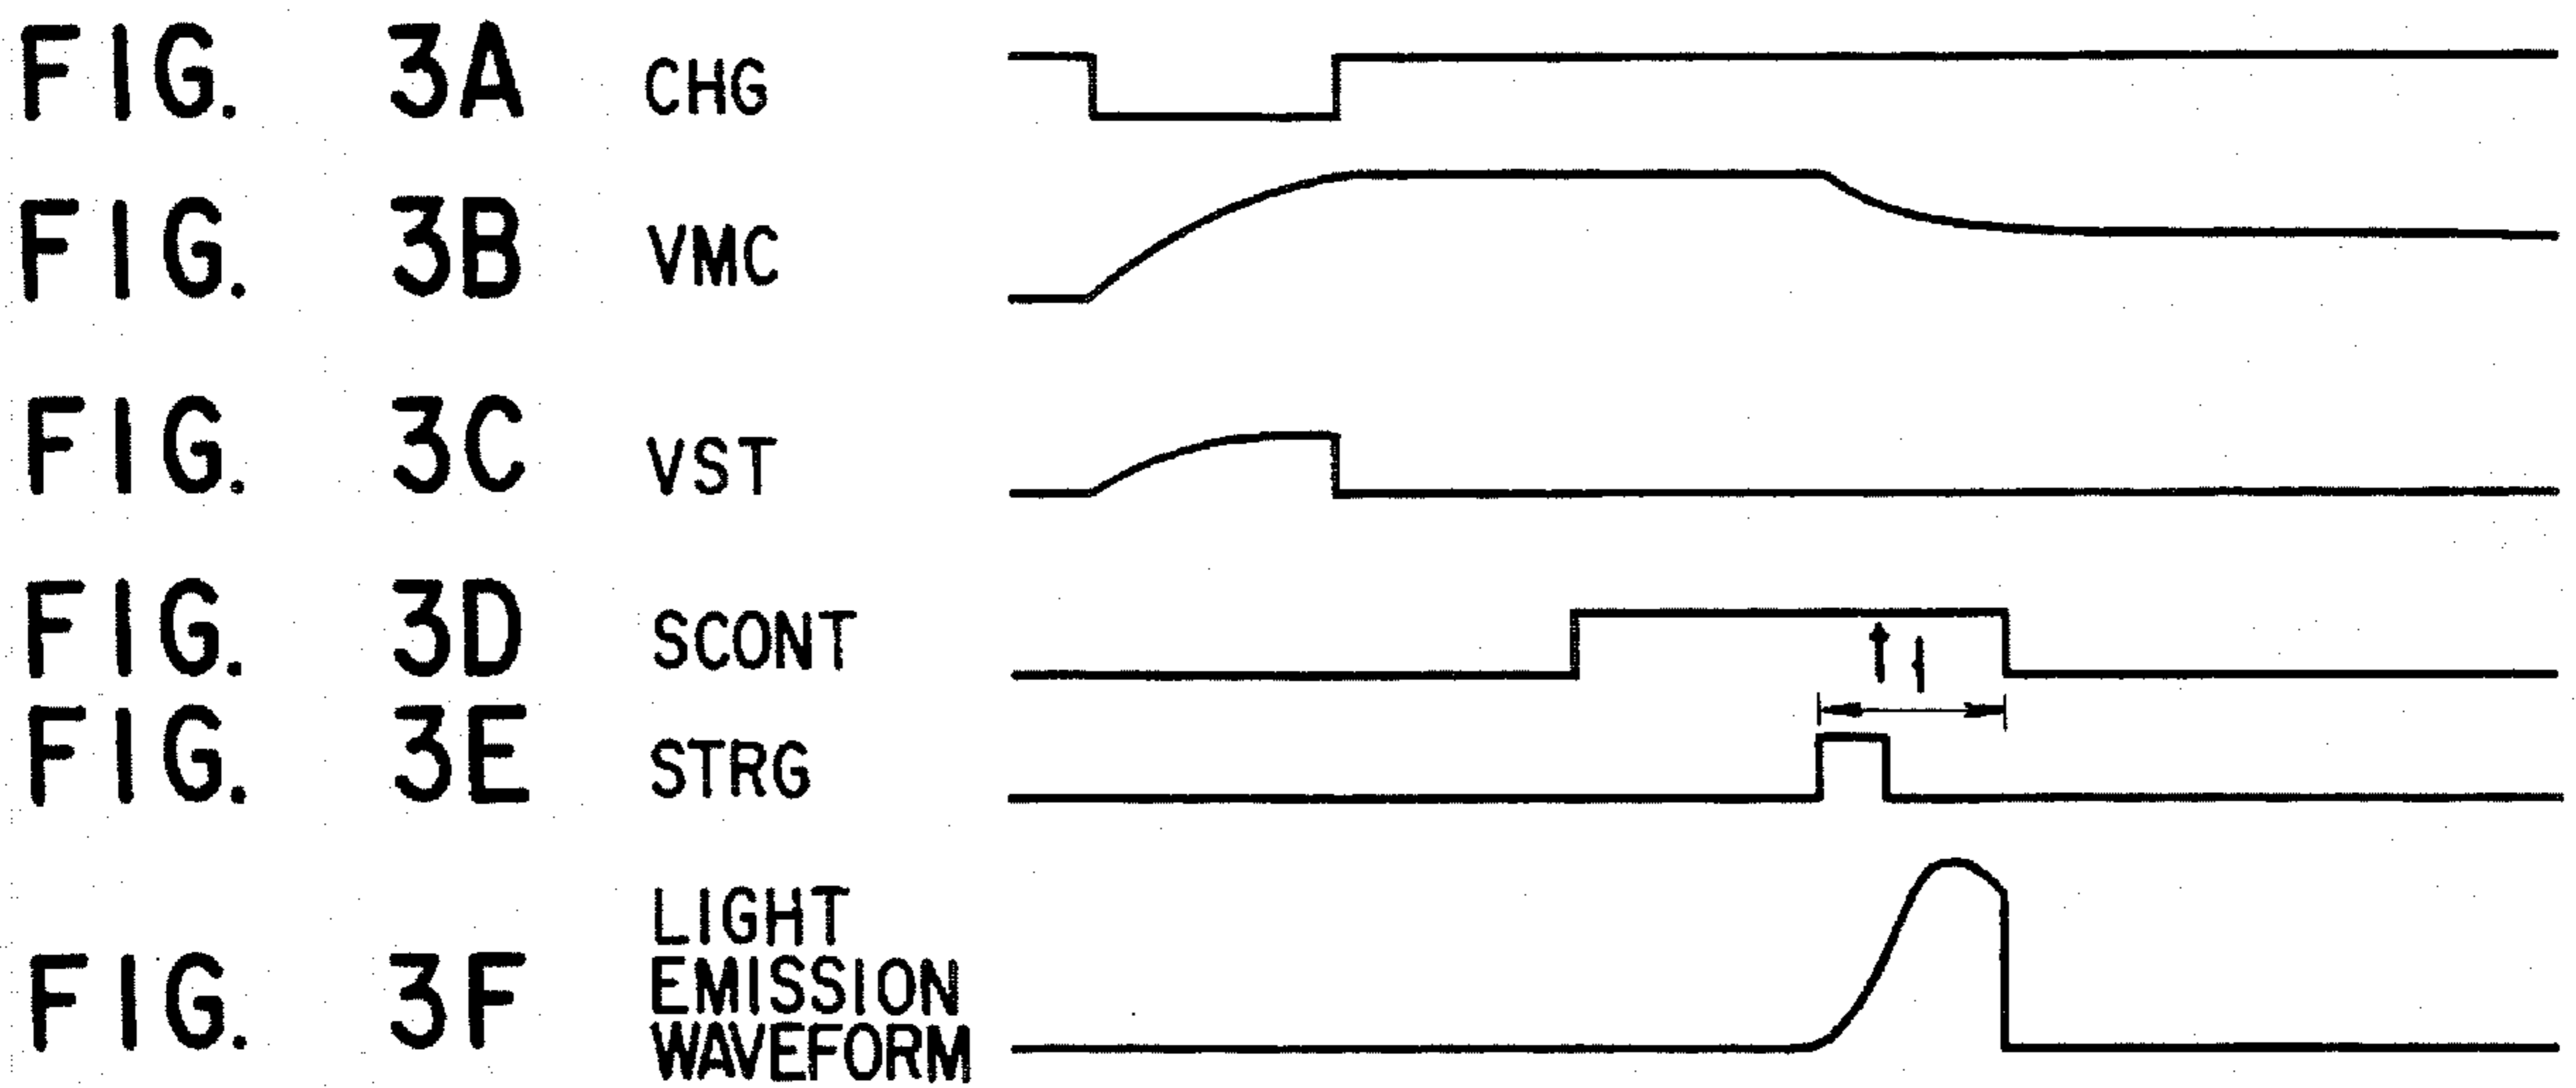 FIG. 3A CHG
FIG. 3B VMC
FIG. 3C VST
FIG. 3D SCONT
t1
FIG. 3E STRG
FIG. 3F LIGHT
EMISSION
WAVEFORM